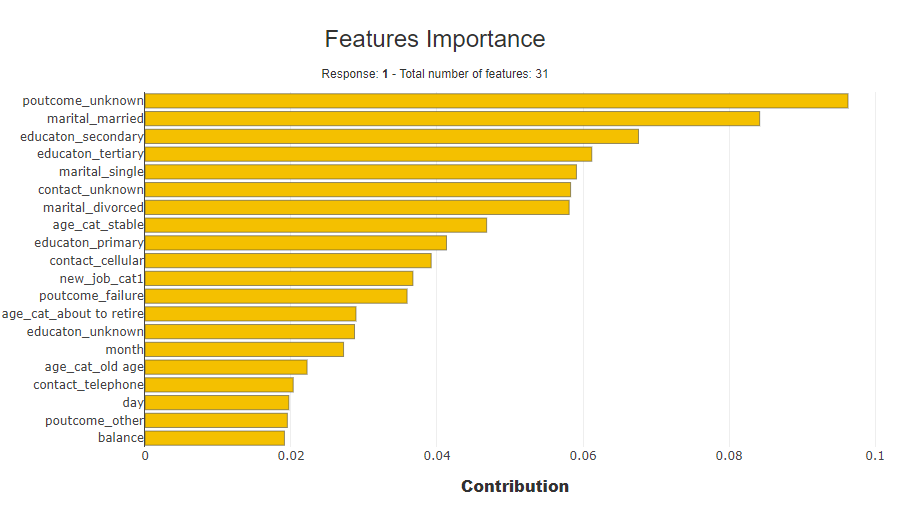 Features Importance
Response: 1 - Total number of features: 31
poutcome_unknown
marital_married
educaton_secondary
educaton_tertiary
marital_single
contact_unknown
marital_divorced
age_cat_stable
educaton_primary
contact_cellular
new_job_cat1
poutcome_failure
age_cat_about to retire
educaton_unknown
month
age_cat_old age
contact_telephone
day
poutcome_other
balance
0 0.02 0.04 0.06 0.08 0.1
Contribution